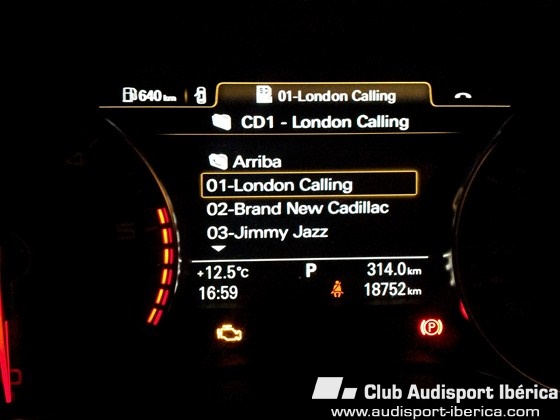 640 km 01-London Calling
CD1 - London Calling
Arriba
01-London Calling
02-Brand New Cadillac
03-Jimmy Jazz
+12.5°C P 314.0 km
16:59 18752 km
Club Audisport Ibérica
www.audisport-iberica.com